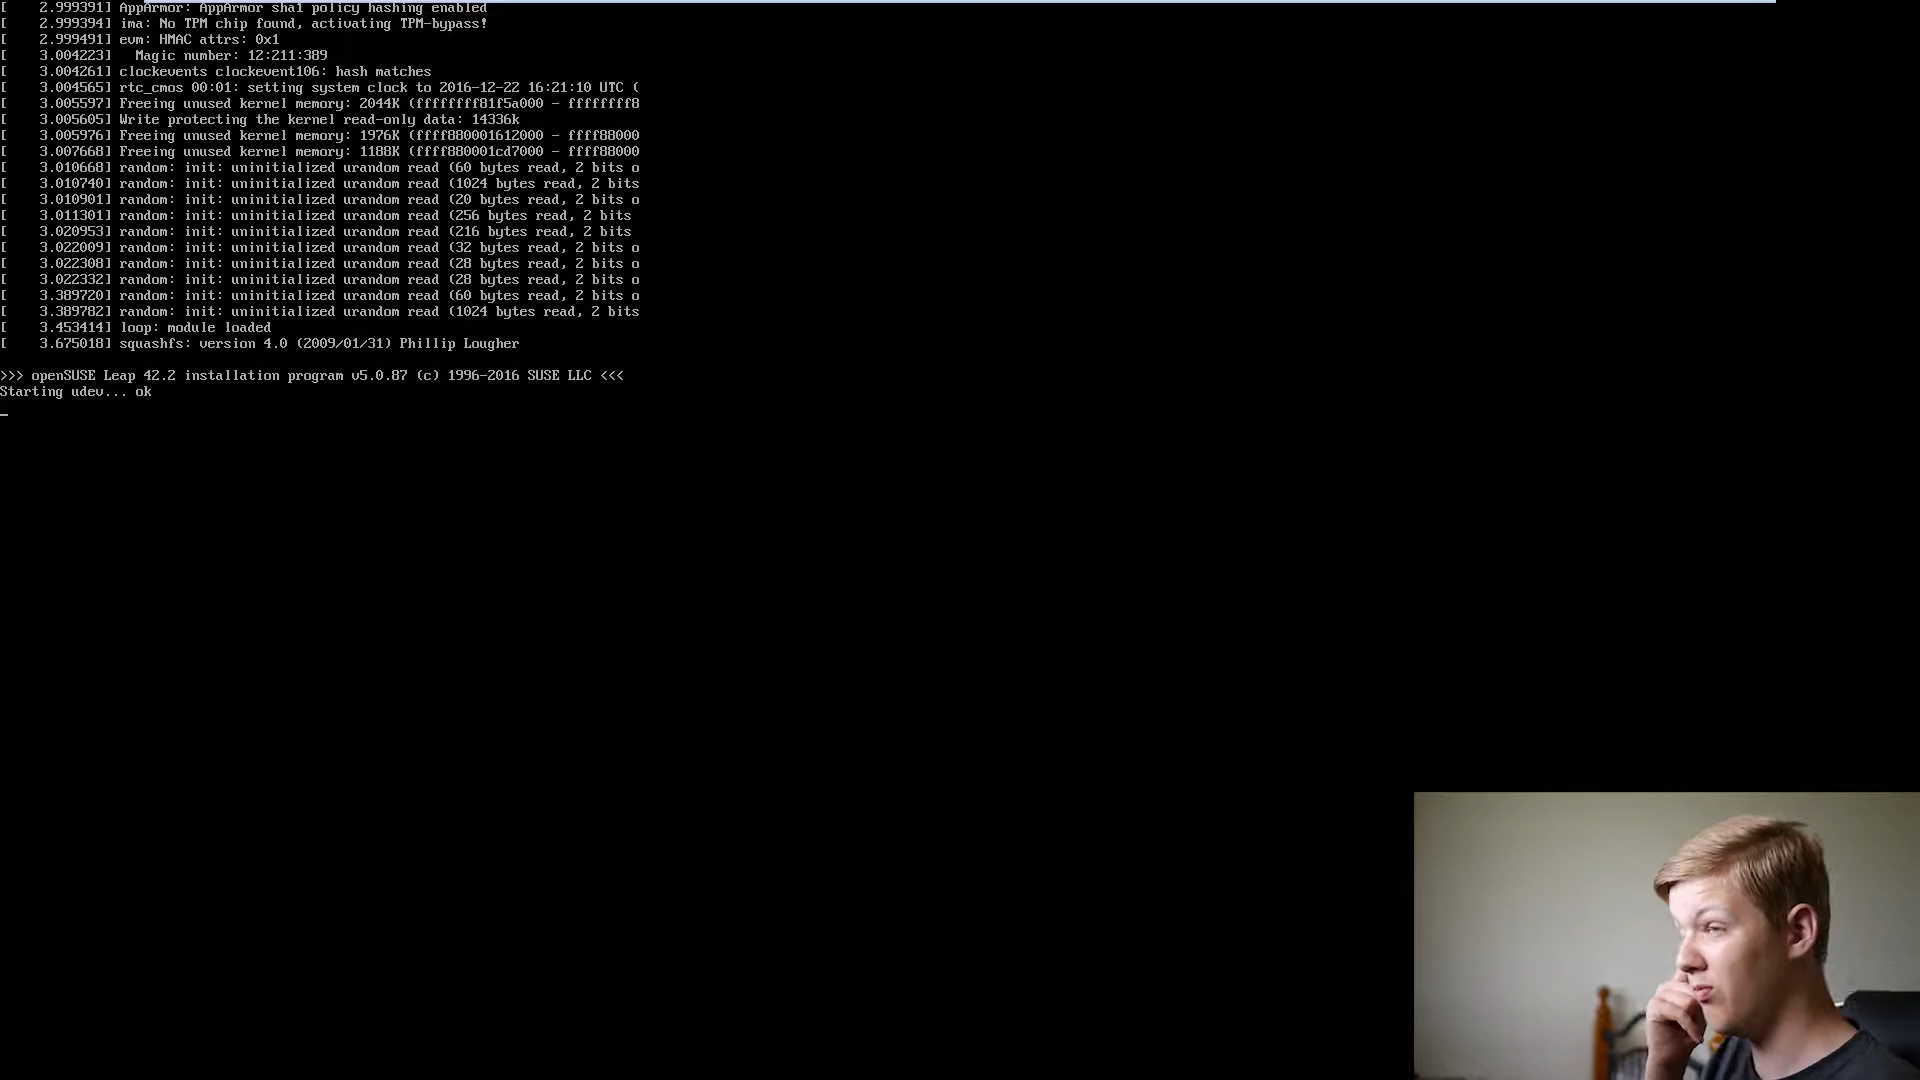 [    2.999391] AppArmor: AppArmor sha1 policy hashing enabled
[    2.999394] ima: No TPM chip found, activating TPM-bypass!
[    2.999491] evm: HMAC attrs: 0x1
[    3.004223]   Magic number: 12:211:389
[    3.004261] clockevents clockevent106: hash matches
[    3.004565] rtc_cmos 00:01: setting system clock to 2016-12-22 16:21:10 UTC (
[    3.005597] Freeing unused kernel memory: 2044K (ffffffff81f5a000 - ffffffff8
[    3.005605] Write protecting the kernel read-only data: 14336k
[    3.005976] Freeing unused kernel memory: 1976K (ffff880001612000 - ffff88000
[    3.007668] Freeing unused kernel memory: 1188K (ffff880001cd7000 - ffff88000
[    3.010668] random: init: uninitialized urandom read (60 bytes read, 2 bits o
[    3.010740] random: init: uninitialized urandom read (1024 bytes read, 2 bits
[    3.010901] random: init: uninitialized urandom read (20 bytes read, 2 bits o
[    3.011301] random: init: uninitialized urandom read (256 bytes read, 2 bits
[    3.020953] random: init: uninitialized urandom read (216 bytes read, 2 bits
[    3.022009] random: init: uninitialized urandom read (32 bytes read, 2 bits o
[    3.022308] random: init: uninitialized urandom read (28 bytes read, 2 bits o
[    3.022332] random: init: uninitialized urandom read (28 bytes read, 2 bits o
[    3.389720] random: init: uninitialized urandom read (60 bytes read, 2 bits o
[    3.389782] random: init: uninitialized urandom read (1024 bytes read, 2 bits
[    3.453414] loop: module loaded
[    3.675018] squashfs: version 4.0 (2009/01/31) Phillip Lougher
>>> openSUSE Leap 42.2 installation program v5.0.87 (c) 1996-2016 SUSE LLC <<<
Starting udev... ok
_